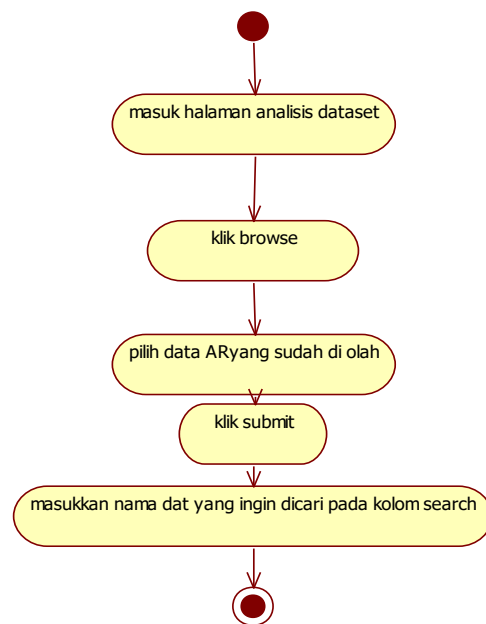 masuk halaman analisis dataset
klik browse
pilih data ARyang sudah di olah
klik submit
masukkan nama dat yang ingin dicari pada kolom search